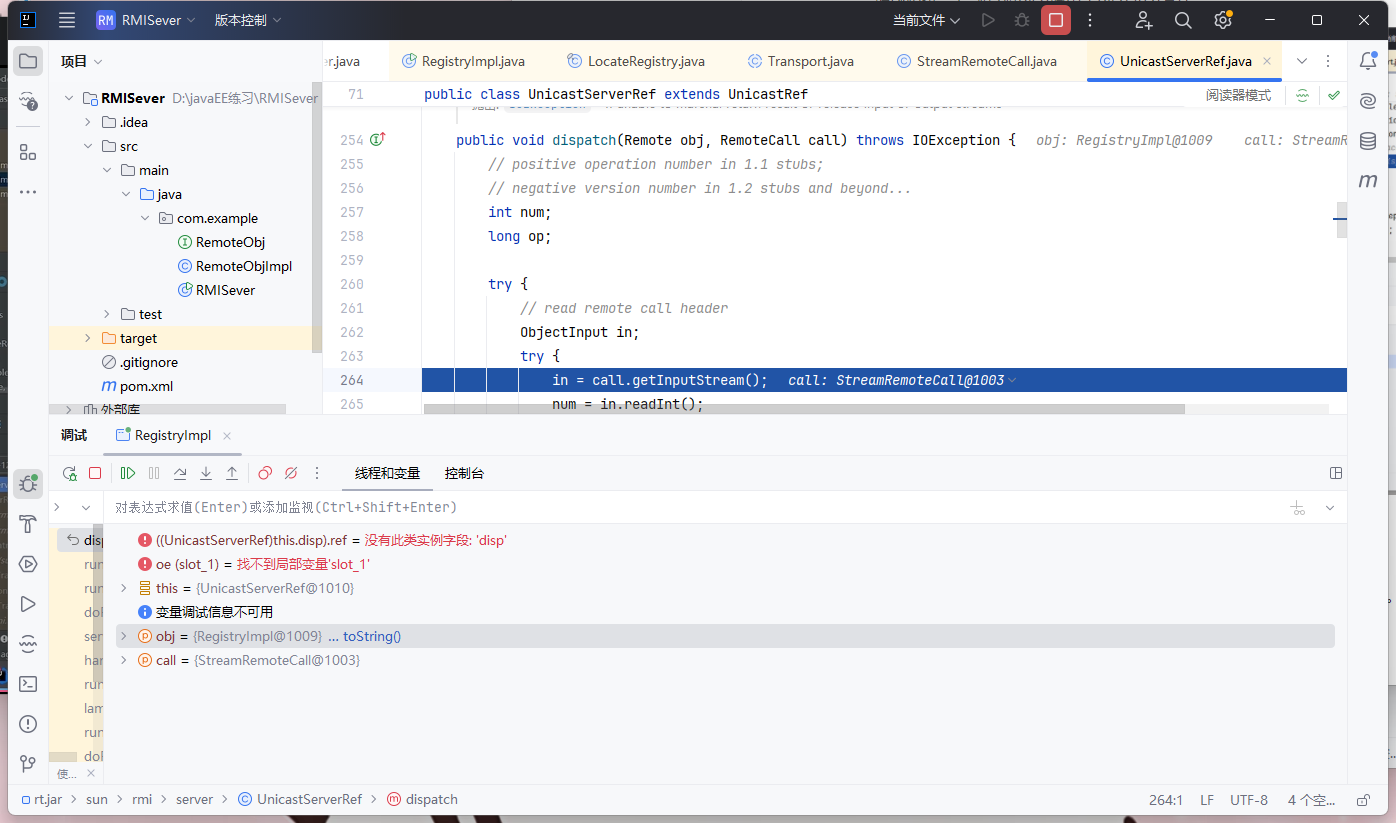 RM RMISever 版本控制 当前文件
项目
er.java RegistryImpl.java LocateRegistry.java Transport.java StreamRemoteCall.java UnicastServerRef.java
RMISever D:\javaEE练习\RMISever
.idea
src
main
java
com.example
RemoteObj
RemoteObjImpl
RMISever
test
target
.gitignore
pom.xml
外部库
71 public class UnicastServerRef extends UnicastRef 阅读器模式
254 public void dispatch(Remote obj, RemoteCall call) throws IOException { obj: RegistryImpl@1009 call: StreamR
255 // positive operation number in 1.1 stubs;
256 // negative version number in 1.2 stubs and beyond...
257 int num;
258 long op;
259
260 try {
261 // read remote call header
262 ObjectInput in;
263 try {
264 in = call.getInputStream(); call: StreamRemoteCall@1003
265 num = in.readInt();
调试 RegistryImpl
线程和变量 控制台
对表达式求值(Enter)或添加监视(Ctrl+Shift+Enter)
disp
run
run
doR
ser
han
run
lam
run
doP
使...
((UnicastServerRef)this.disp).ref = 没有此类实例字段: 'disp'
oe (slot_1) = 找不到局部变量'slot_1'
this = {UnicastServerRef@1010}
变量调试信息不可用
obj = {RegistryImpl@1009} ... toString()
call = {StreamRemoteCall@1003}
rt.jar > sun > rmi > server > UnicastServerRef > dispatch
264:1 LF UTF-8 4 个空...